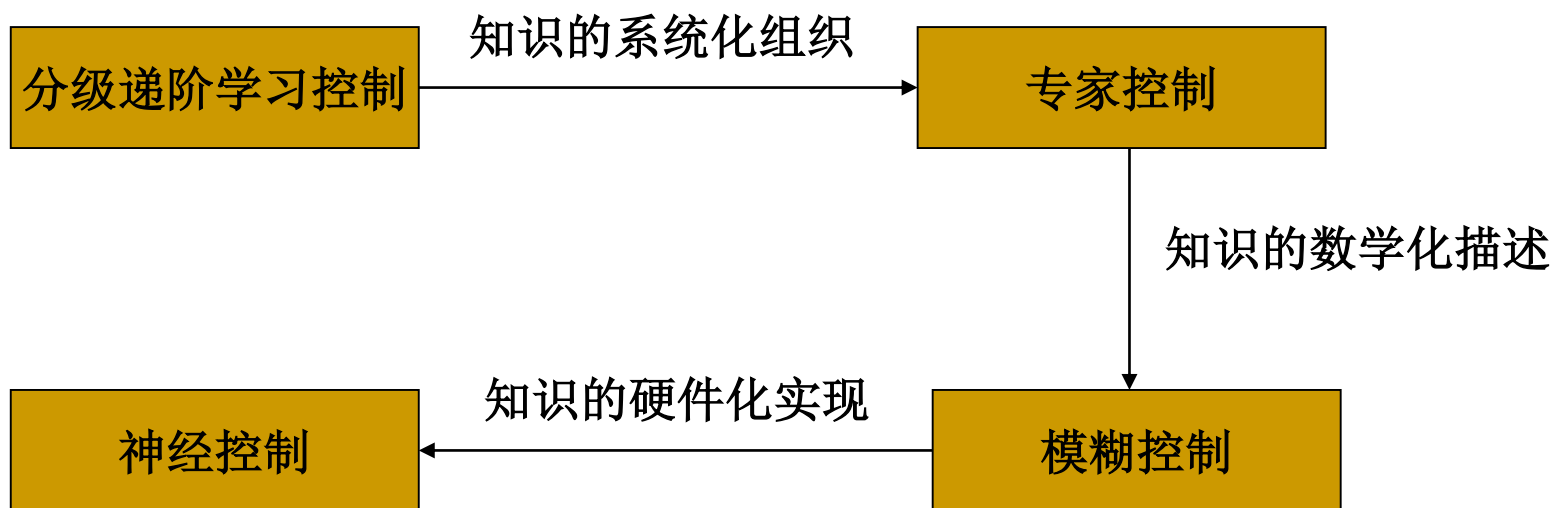 知识的系统化组织
分级递阶学习控制
专家控制
知识的数学化描述
知识的硬件化实现
神经控制
模糊控制